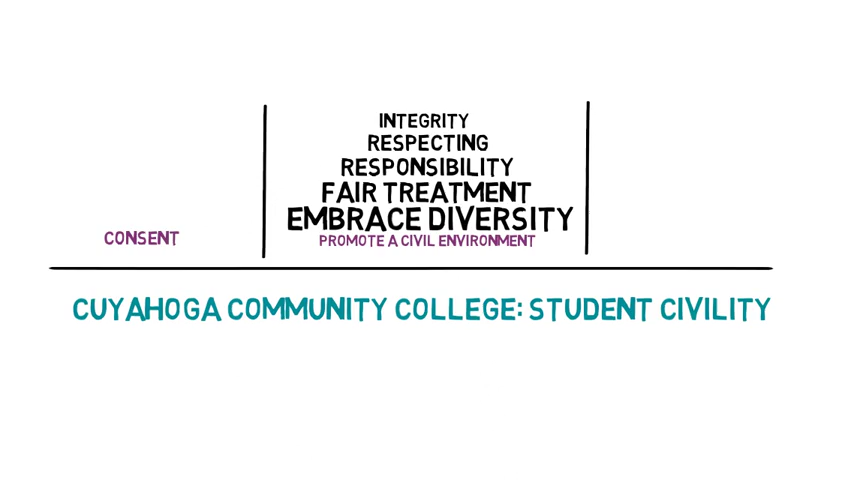 INTEGRITY
RESPECTING
RESPONSIBILITY
FAIR TREATMENT
EMBRACE DIVERSITY
CONSENT
PROMOTE A CIVIL ENVIRONMENT
CUYAHOGA COMMUNITY COLLEGE: STUDENT CIVILITY